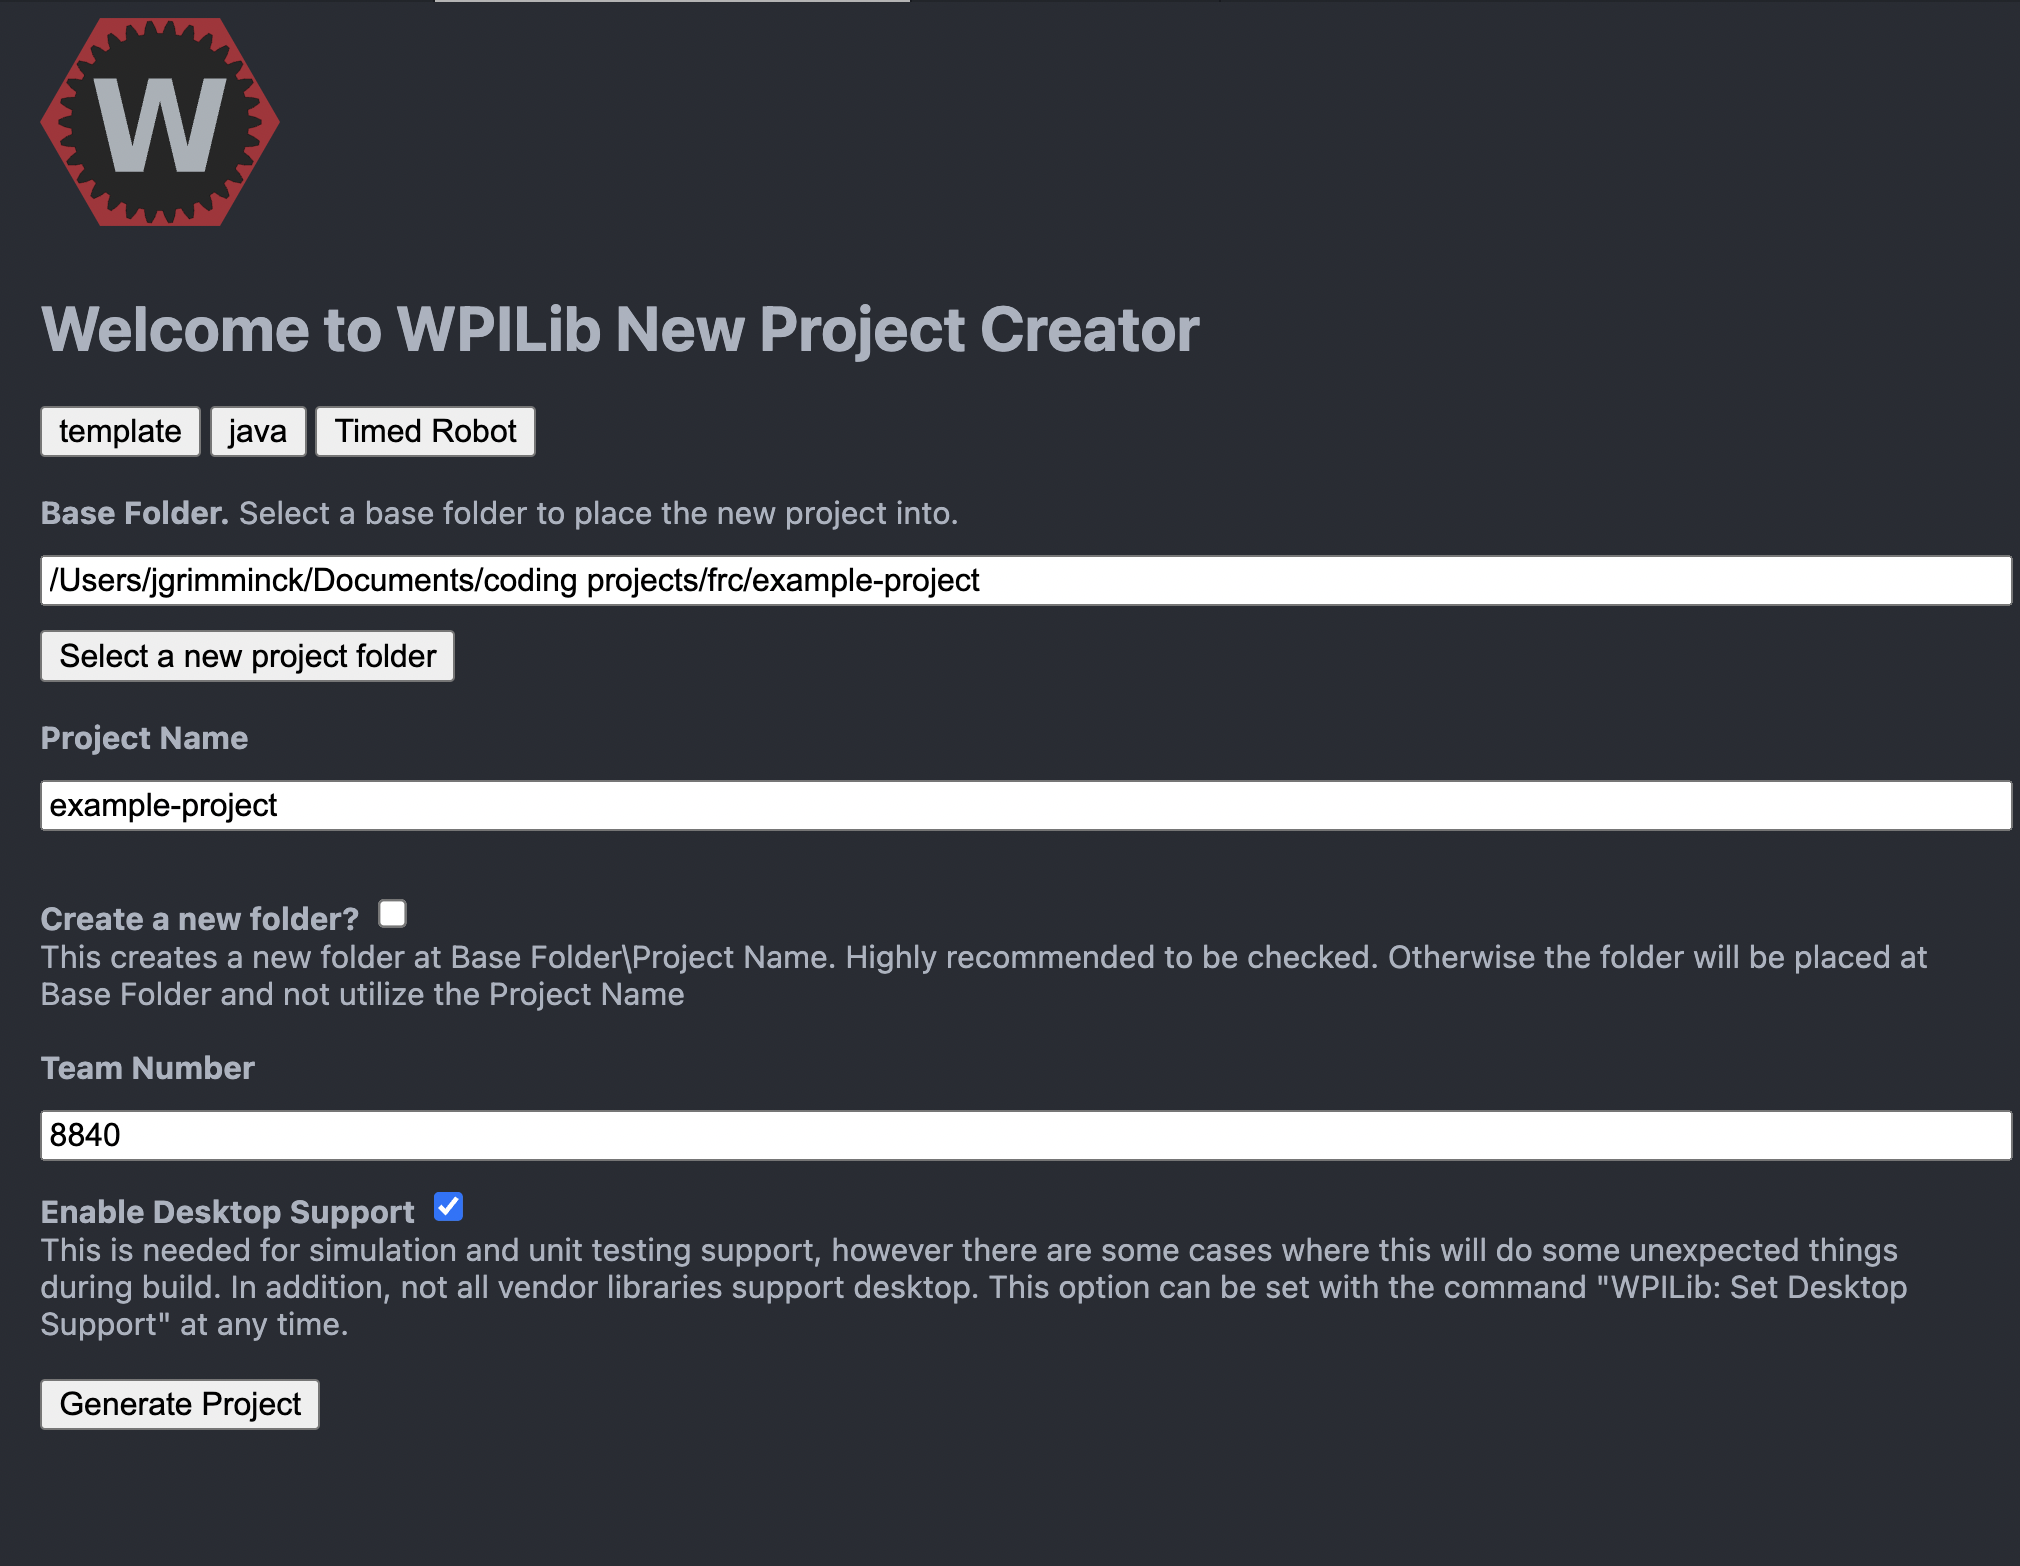 W
Welcome to WPILib New Project Creator
template java Timed Robot
Base Folder. Select a base folder to place the new project into.
/Users/jgrimminck/Documents/coding projects/frc/example-project
Select a new project folder
Project Name
example-project
Create a new folder?
This creates a new folder at Base Folder\Project Name. Highly recommended to be checked. Otherwise the folder will be placed at
Base Folder and not utilize the Project Name
Team Number
8840
Enable Desktop Support
This is needed for simulation and unit testing support, however there are some cases where this will do some unexpected things
during build. In addition, not all vendor libraries support desktop. This option can be set with the command "WPILib: Set Desktop
Support" at any time.
Generate Project